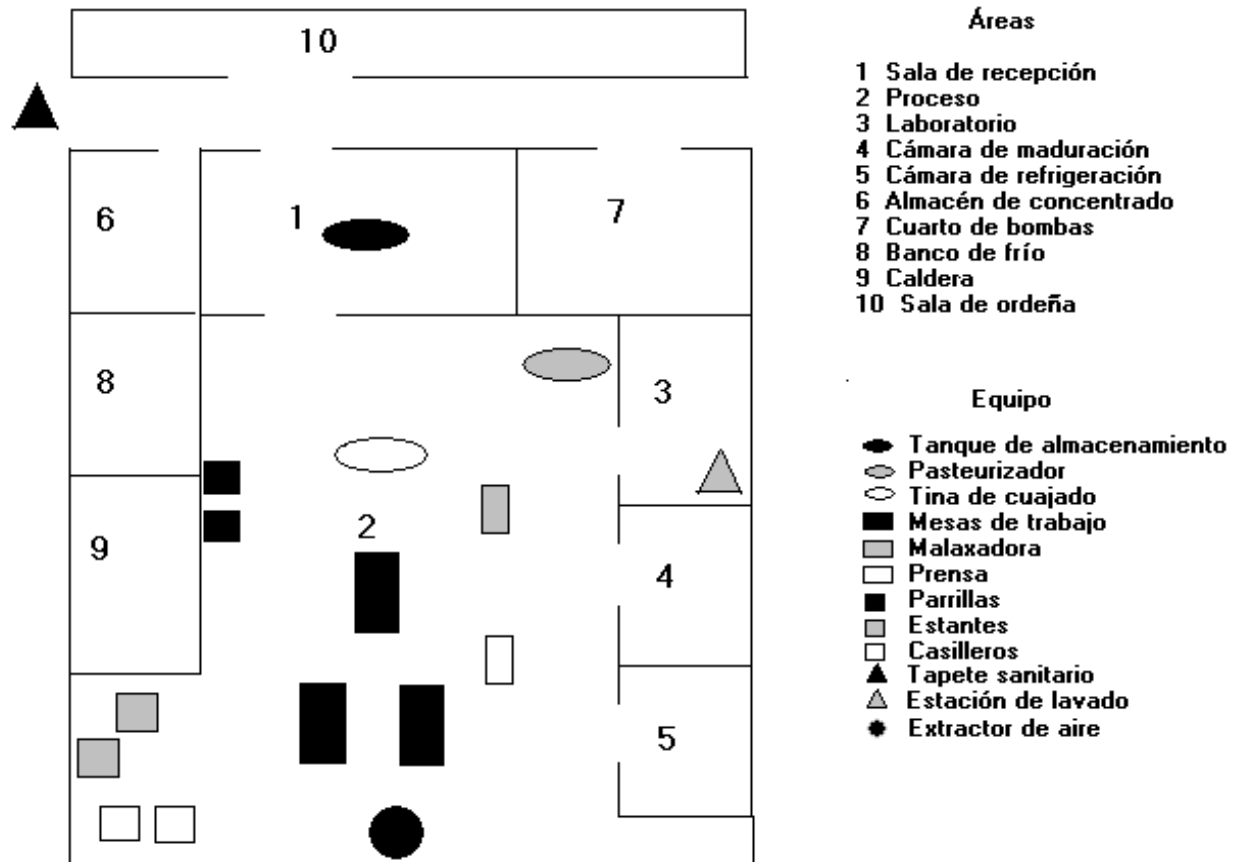 10
6
1
7
8
3
2
9
4
5
Áreas
1 Sala de recepción
2 Proceso
3 Laboratorio
4 Cámara de maduración
5 Cámara de refrigeración
6 Almacén de concentrado
7 Cuarto de bombas
8 Banco de frío
9 Caldera
10 Sala de ordeña
Equipo
Tanque de almacenamiento
Pasteurizador
Tina de cuajado
Mesas de trabajo
Malaxadora
Prensa
Parrillas
Estantes
Casilleros
Tapete sanitario
Estación de lavado
Extractor de aire